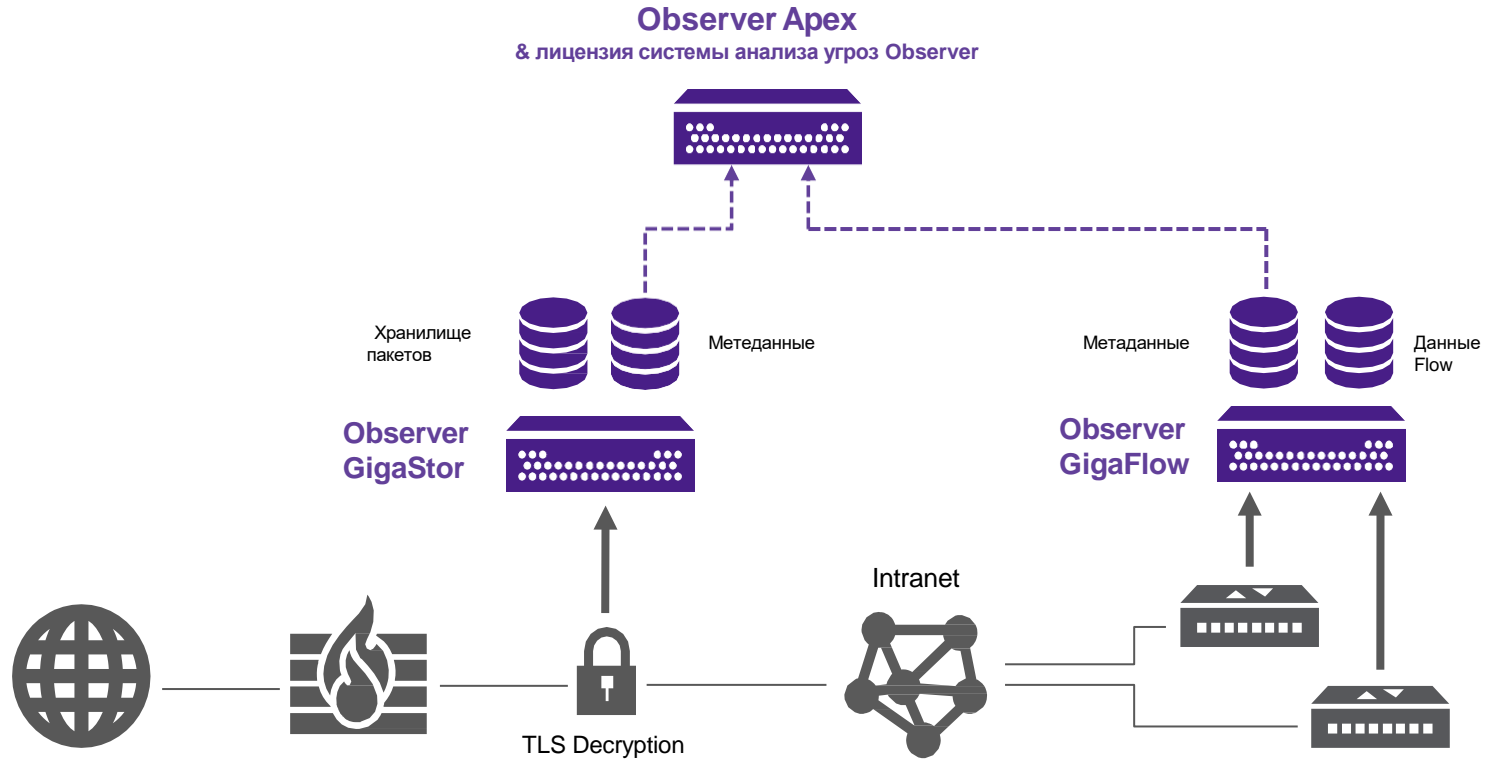 Observer Apex
& лицензия системы анализа угроз Observer
Хранилище
пакетов
Метеданные
Метаданные
Данные
Flow
Observer
GigaStor
Observer
GigaFlow
Intranet
TLS Decryption